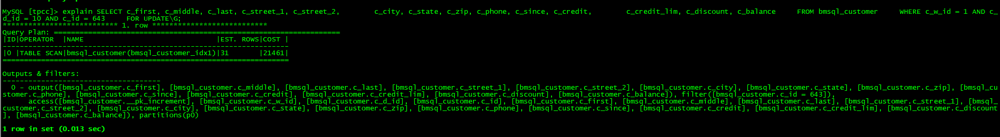 MySQL [tpcc]> explain SELECT c_first, c_middle, c_last, c_street_1, c_street_2,        c_city, c_state, c_zip, c_phone, c_since, c_credit,        c_credit_lim, c_discount, c_balance     FROM bmsql_customer     WHERE c_w_id = 1 AND c_
d_id = 10 AND c_id = 643     FOR UPDATE\G;
*************************** 1. row ***************************
Query Plan: ===================================================================
|ID|OPERATOR  |NAME                               |EST. ROWS|COST |
-------------------------------------------------------------------
|0 |TABLE SCAN|bmsql_customer(bmsql_customer_idx1)|31       |21461|
===================================================================
Outputs & filters:
-------------------------------------
  0 - output([bmsql_customer.c_first], [bmsql_customer.c_middle], [bmsql_customer.c_last], [bmsql_customer.c_street_1], [bmsql_customer.c_street_2], [bmsql_customer.c_city], [bmsql_customer.c_state], [bmsql_customer.c_zip], [bmsql_cu
stomer.c_phone], [bmsql_customer.c_since], [bmsql_customer.c_credit], [bmsql_customer.c_credit_lim], [bmsql_customer.c_discount], [bmsql_customer.c_balance]), filter([bmsql_customer.c_id = 643]),
      access([bmsql_customer.__pk_increment], [bmsql_customer.c_w_id], [bmsql_customer.c_d_id], [bmsql_customer.c_id], [bmsql_customer.c_first], [bmsql_customer.c_middle], [bmsql_customer.c_last], [bmsql_customer.c_street_1], [bmsql_
customer.c_street_2], [bmsql_customer.c_city], [bmsql_customer.c_state], [bmsql_customer.c_zip], [bmsql_customer.c_phone], [bmsql_customer.c_since], [bmsql_customer.c_credit], [bmsql_customer.c_credit_lim], [bmsql_customer.c_discount
], [bmsql_customer.c_balance]), partitions(p0)
1 row in set (0.013 sec)